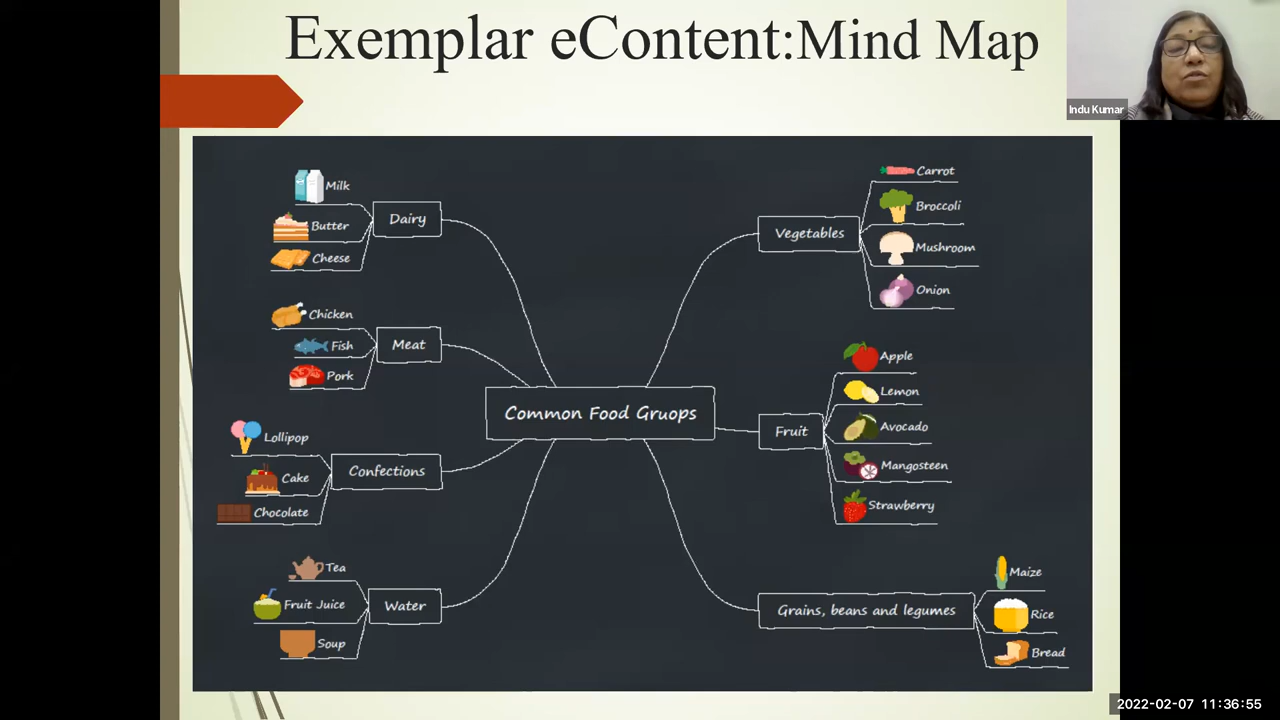 Exemplar eContent:Mind Map
Indu Kumar
Milk
Butter
Cheese
Dairy
Chicken
Fish
Pork
Meat
Lollipop
Cake
Chocolate
Confections
Tea
Fruit Juice
Soup
Water
Common Food Gruops
Vegetables
Carrot
Broccoli
Mushroom
Onion
Fruit
Apple
Lemon
Avocado
Mangosteen
Strawberry
Grains, beans and legumes
Maize
Rice
Bread
2022-02-07 11:36:55